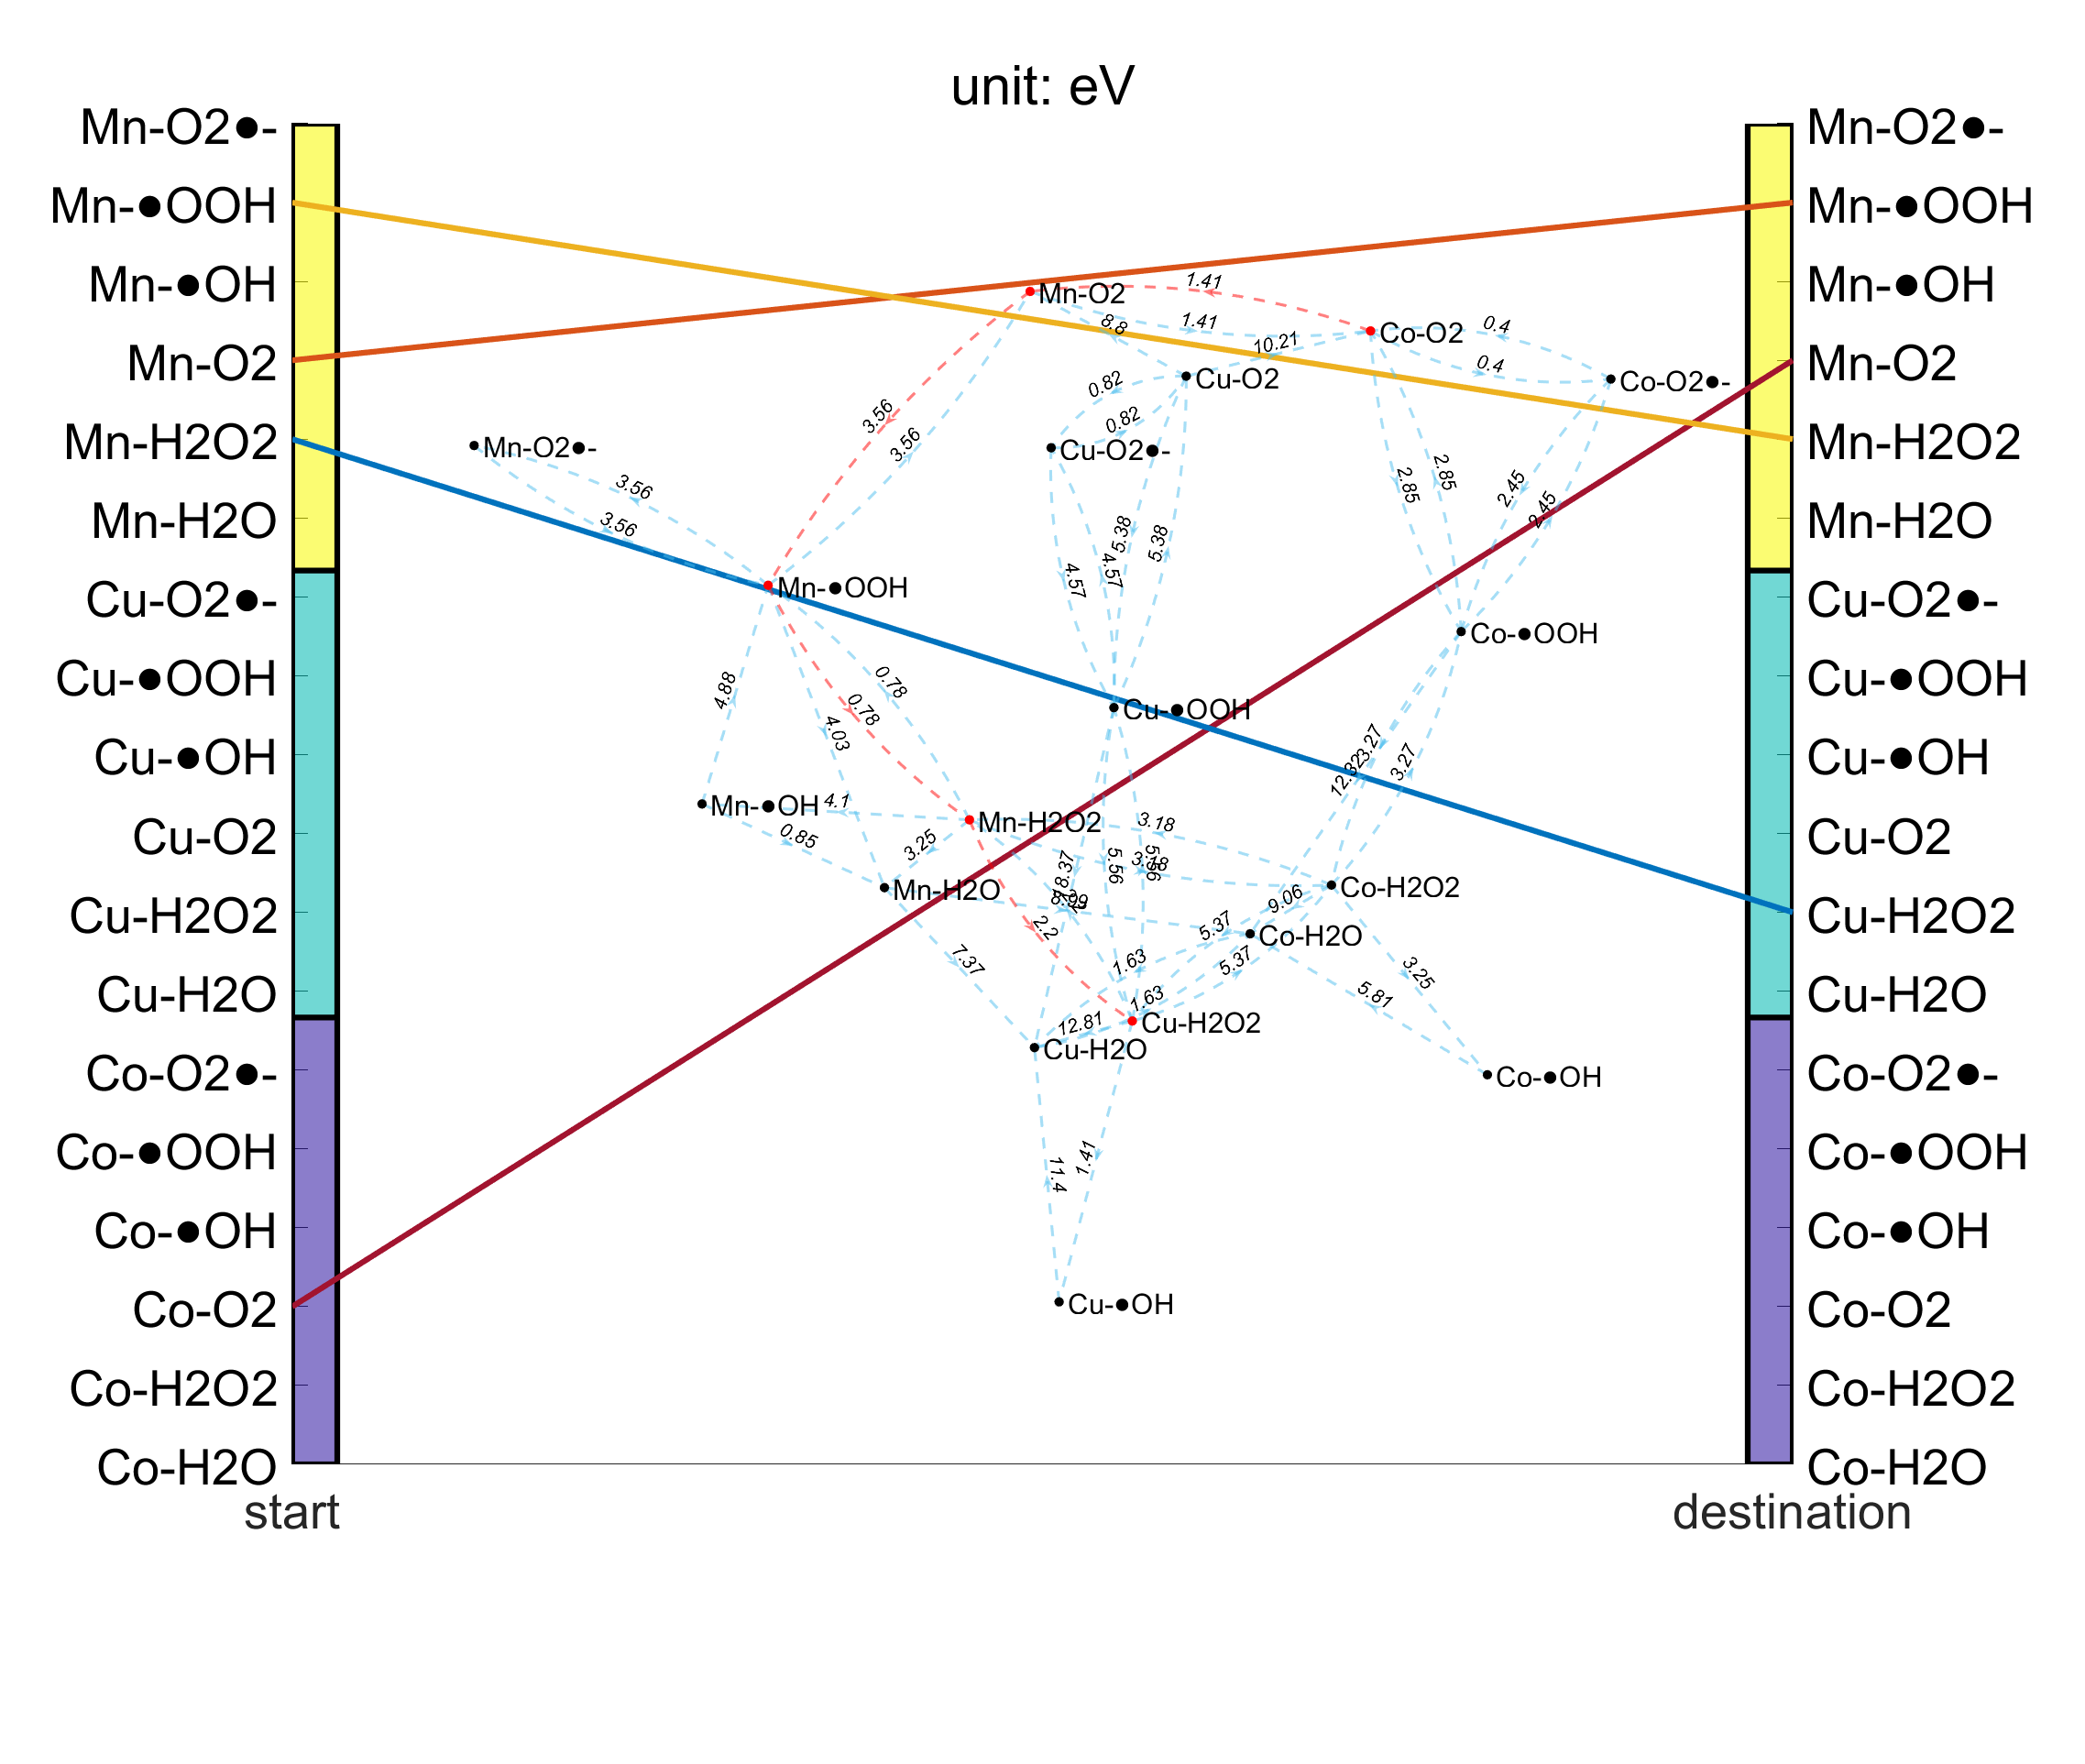 unit: eV
Mn-O2●-
Mn-●OOH
Mn-●OH
Mn-O2
Mn-H2O2
Mn-H2O
Cu-O2●-
Cu-●OOH
Cu-●OH
Cu-O2
Cu-H2O2
Cu-H2O
Co-O2●-
Co-●OOH
Co-●OH
Co-O2
Co-H2O2
Co-H2O
start
Mn-O2●-
Mn-●OOH
Mn-●OH
Mn-O2
Mn-H2O2
Mn-H2O
Cu-O2●-
Cu-●OOH
Cu-●OH
Cu-O2
Cu-H2O2
Cu-H2O
Co-O2●-
Co-●OOH
Co-●OH
Co-O2
Co-H2O2
Co-H2O
destination
1.41
Mn-O2
1.41
8.8
10.21
Co-O2
0.4
0.4
Cu-O2
Co-O2●-
0.82
0.82
3.56
3.56
Mn-O2●-
Cu-O2●-
3.56
3.56
2.85
2.85
2.45
2.45
5.38
5.38
4.57
4.57
Mn-●OOH
Co-●OOH
4.88
0.78
0.78
4.03
Cu-●OOH
12.82
3.27
3.27
Mn-●OH
4.1
Mn-H2O2
3.18
0.85
3.25
3.18
8.37
5.56
5.56
Mn-H2O
8.99
Co-H2O2
9.06
5.37
Co-H2O
2.2
7.37
1.63
5.37
3.25
5.81
1.63
12.81
Cu-H2O2
Cu-H2O
Co-●OH
11.4
1.41
Cu-●OH